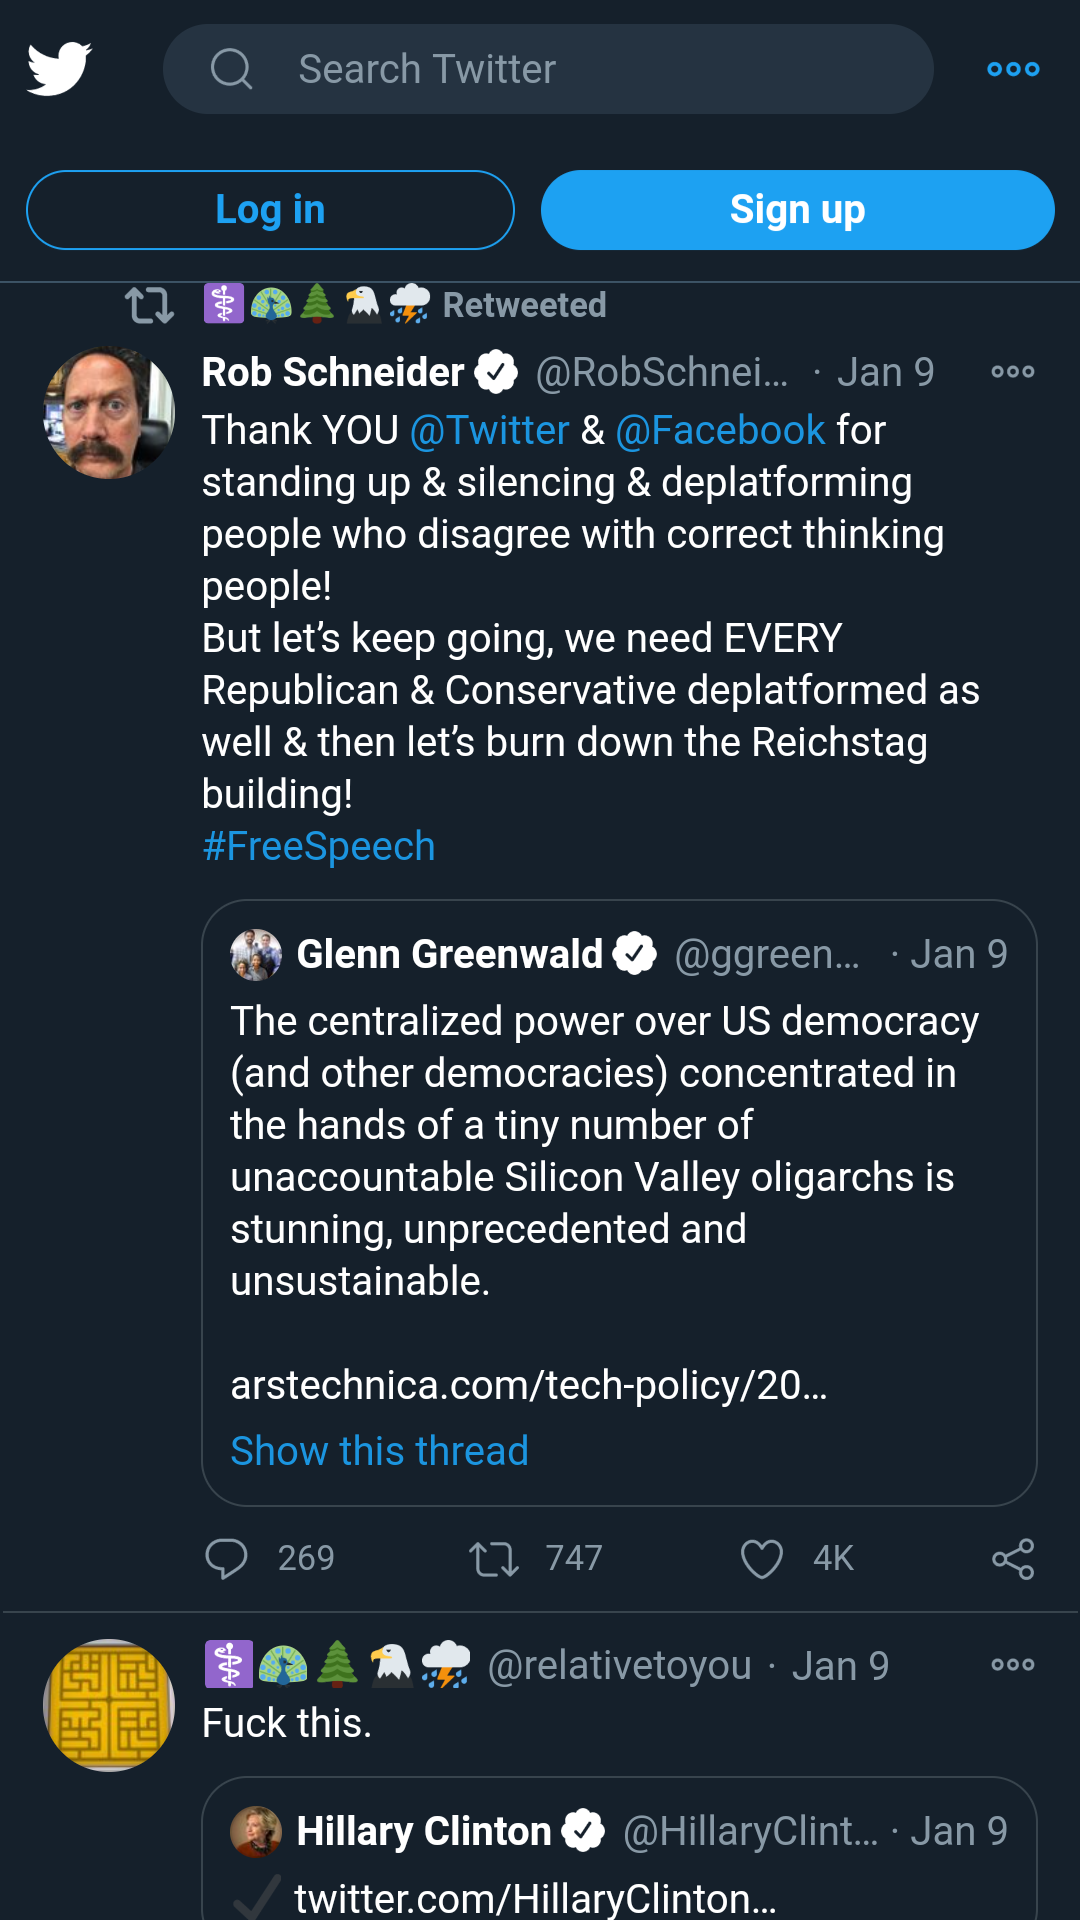 Search Twitter
Log in
Sign up
Retweeted
Rob Schneider @RobSchnei... · Jan 9
Thank YOU @Twitter & @Facebook for
standing up & silencing & deplatforming
people who disagree with correct thinking
people!
But let’s keep going, we need EVERY
Republican & Conservative deplatformed as
well & then let’s burn down the Reichstag
building!
#FreeSpeech
Glenn Greenwald @ggreen... · Jan 9
The centralized power over US democracy
(and other democracies) concentrated in
the hands of a tiny number of
unaccountable Silicon Valley oligarchs is
stunning, unprecedented and
unsustainable.
arstechnica.com/tech-policy/20...
Show this thread
269 747 4K
@relativetoyou · Jan 9
Fuck this.
Hillary Clinton @HillaryClint... · Jan 9
twitter.com/HillaryClinton...